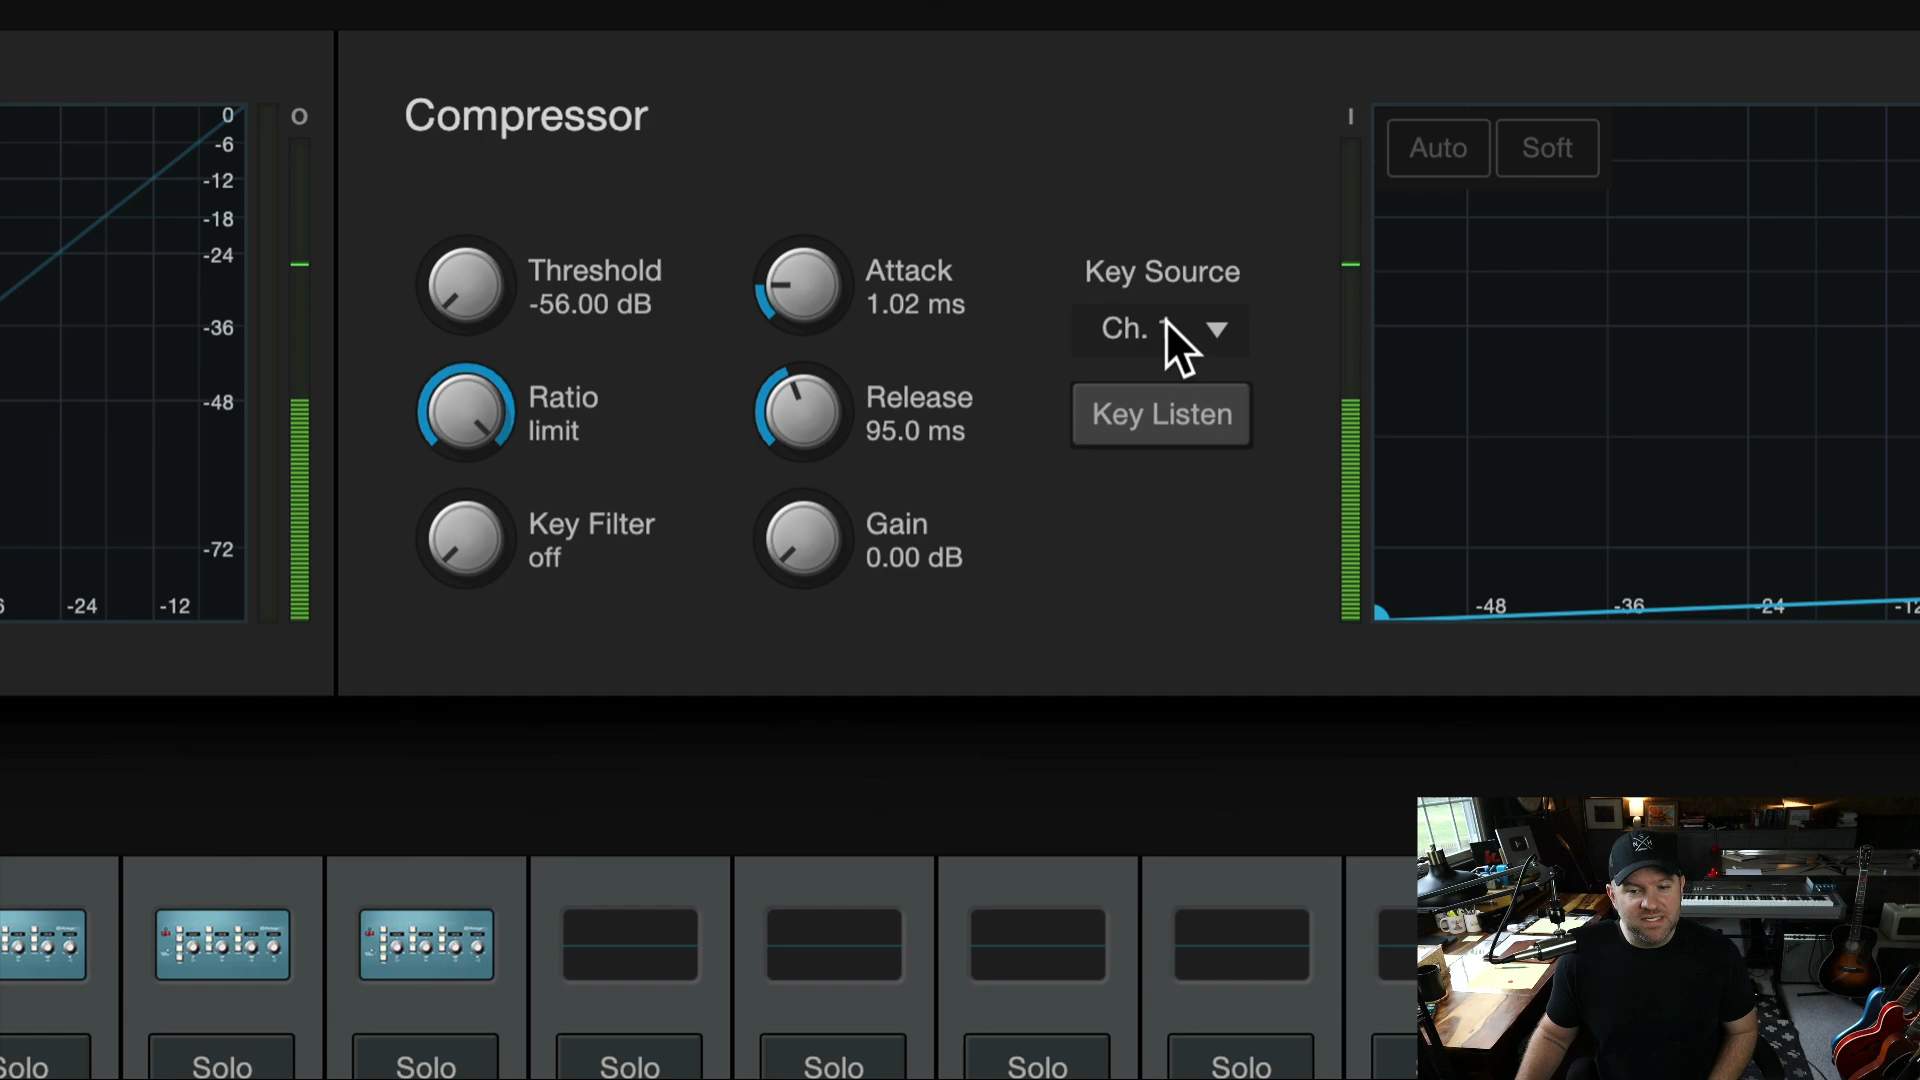 Compressor
0
-6
-12
-18
-24
-36
-48
-72
-24
-12
O
Threshold
-56.00 dB
Attack
1.02 ms
Key Source
Ch.
Ratio
limit
Release
95.0 ms
Key Listen
Key Filter
off
Gain
0.00 dB
I
Auto
Soft
-48
-36
-24
Solo
Solo
Solo
Solo
Solo
Solo